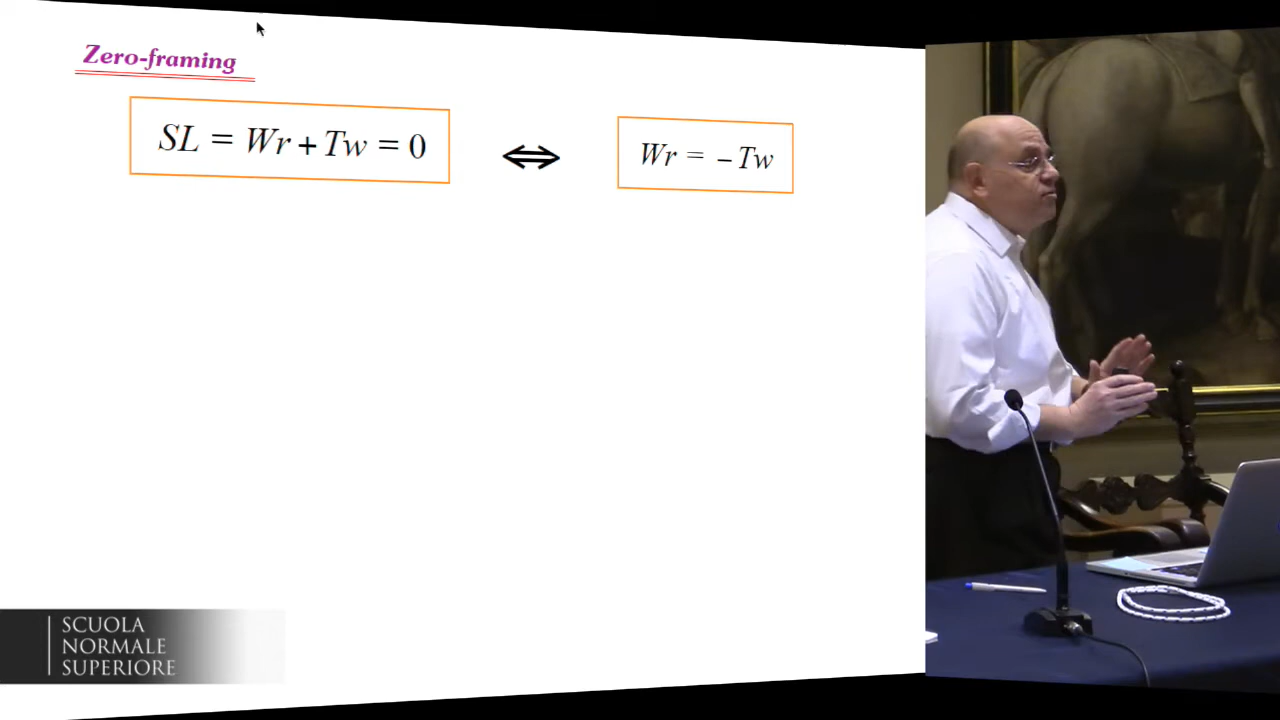 Zero-framing
SL = Wr + Tw = 0 ⇔ Wr = – Tw
SCUOLA
NORMALE
SUPERIORE